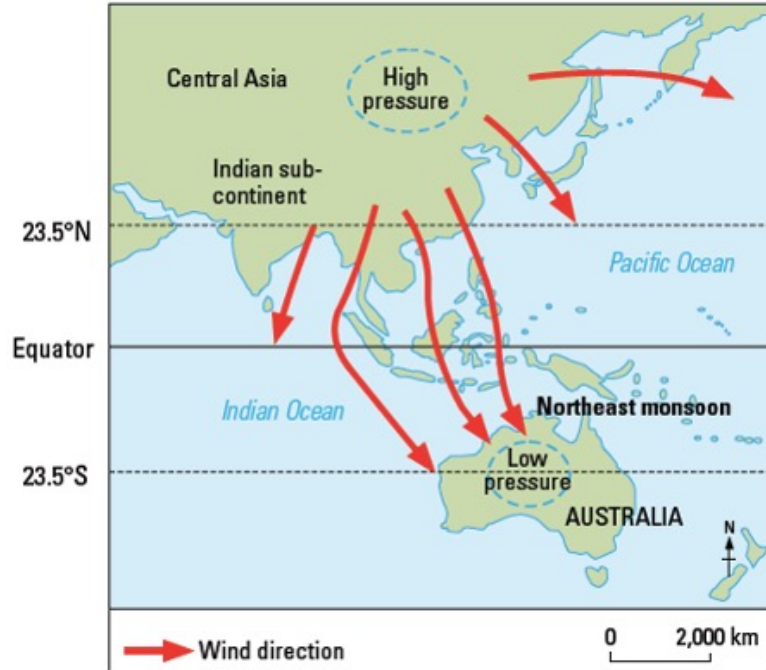 Central Asia
High
pressure
Indian sub-
continent
23.5°N
Pacific Ocean
Equator
Indian Ocean
Northeast monsoon
23.5°S
Low
pressure
AUSTRALIA
N
Wind direction
0 2,000 km